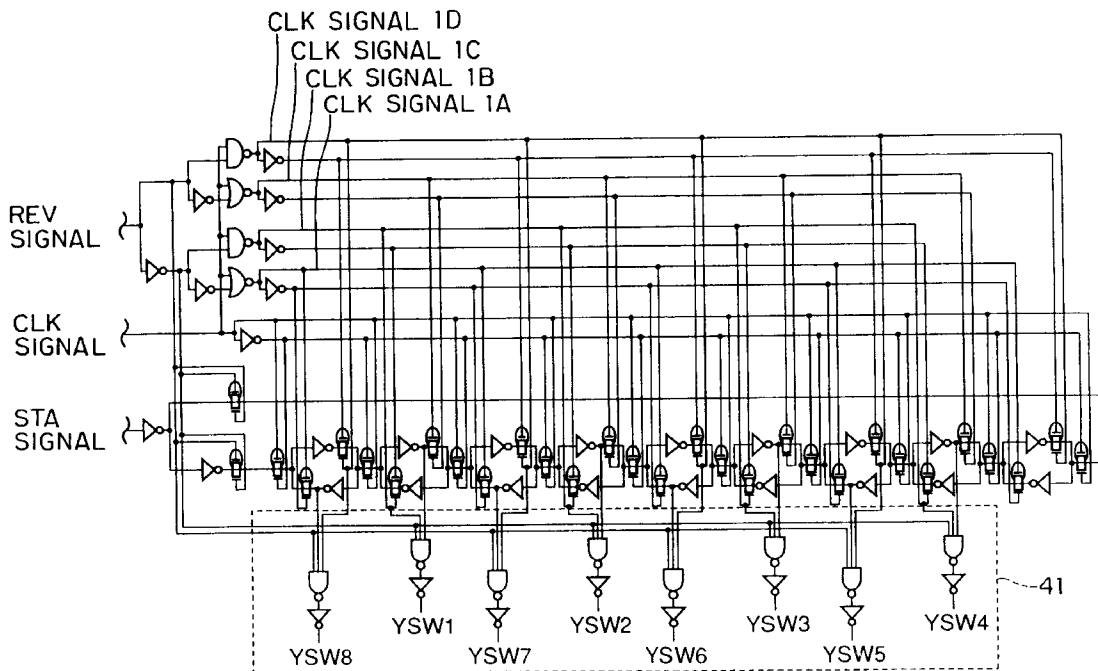 CLK SIGNAL 1D
CLK SIGNAL 1C
CLK SIGNAL 1B
CLK SIGNAL 1A
REV
SIGNAL
CLK
SIGNAL
STA
SIGNAL
41
YSW8
YSW1
YSW7
YSW2
YSW6
YSW3
YSW5
YSW4